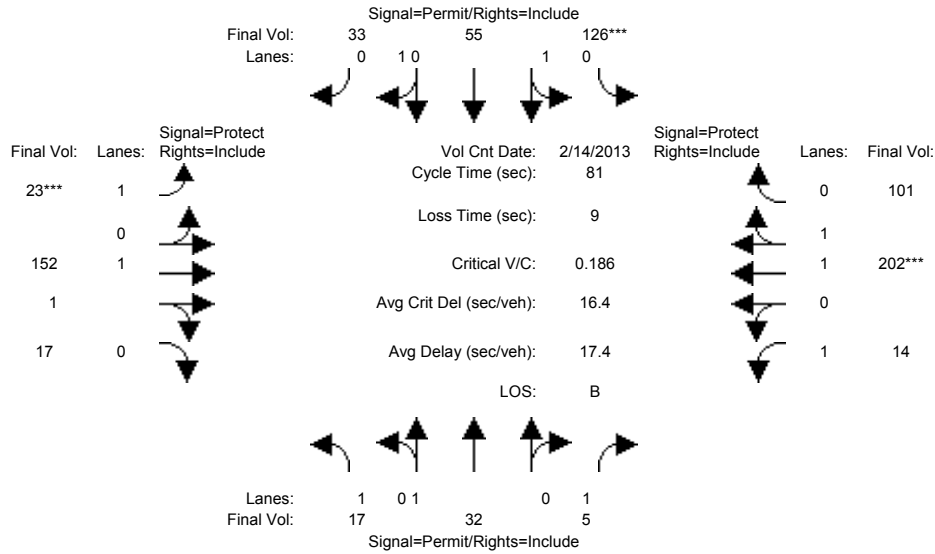 Signal=Permit/Rights=Include
Final Vol: 33 55 126***
Lanes: 0 1 0 1 0
Signal=Protect Signal=Protect
Final Vol: Lanes: Rights=Include Vol Cnt Date: 2/14/2013 Rights=Include Lanes: Final Vol:
Cycle Time (sec): 81
23*** 1 0 101
Loss Time (sec): 9
0 1
152 1 Critical V/C: 0.186 1 202***
1 Avg Crit Del (sec/veh): 16.4 0
17 0 Avg Delay (sec/veh): 17.4 1 14
LOS: B
Lanes: 1 0 1 0 1
Final Vol: 17 32 5
Signal=Permit/Rights=Include